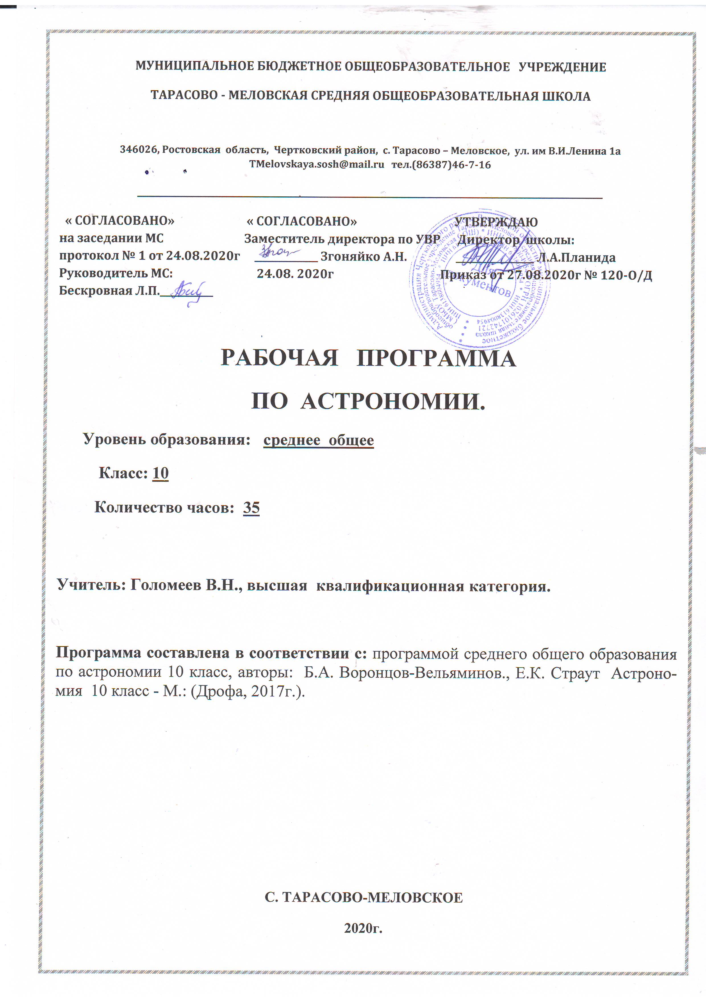 МУНИЦИПАЛЬНОЕ БЮДЖЕТНОЕ ОБЩЕОБРАЗОВАТЕЛЬНОЕ УЧРЕЖДЕНИЕ
ТАРАСОВО - МЕЛОВСКАЯ СРЕДНЯЯ ОБЩЕОБРАЗОВАТЕЛЬНАЯ ШКОЛА
346026, Ростовская область, Чертковский район, с. Тарасово – Меловское, ул. им В.И.Ленина 1а
TMelovskaya.sosh@mail.ru тел.(86387)46-7-16
« СОГЛАСОВАНО» « СОГЛАСОВАНО» УТВЕРЖДАЮ
на заседании МС Заместитель директора по УВР Директор школы:
протокол № 1 от 24.08.2020г __________ Згоняйко А.Н. ____________ Л.А.Планида
Руководитель МС: 24.08. 2020г Приказ от 27.08.2020г № 120-О/Д
Бескровная Л.П.________
Для
документов
РАБОЧАЯ ПРОГРАММА
ПО АСТРОНОМИИ.
Уровень образования: среднее общее
Класс: 10
Количество часов: 35
Учитель: Голомеев В.Н., высшая квалификационная категория.
Программа составлена в соответствии с: программой среднего общего образования
по астрономии 10 класс, авторы: Б.А. Воронцов-Вельяминов., Е.К. Страут Астроно-
мия 10 класс - М.: (Дрофа, 2017г.).
С. ТАРАСОВО-МЕЛОВСКОЕ
2020г.